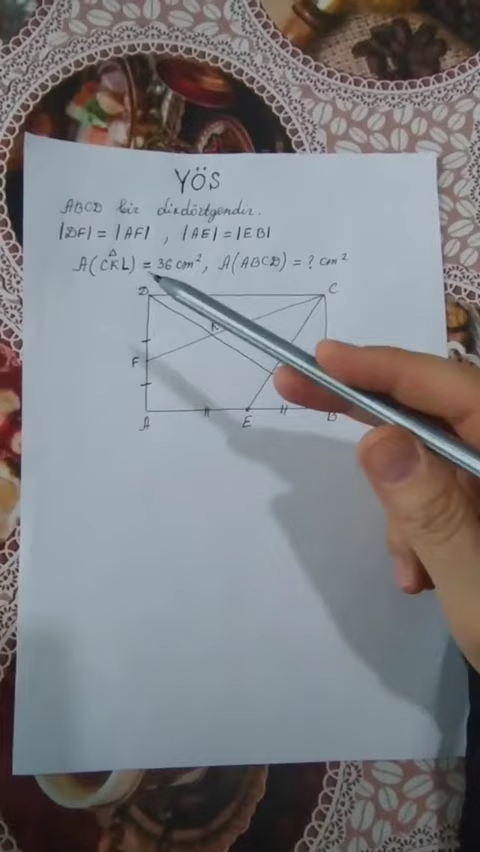 YÖS
ABCD bir dikdörtgendir.
|DF| = |AF| , |AE| = |EB|
A(CKL) = 36 cm², A(ABCD) = ? cm²
D C
K
F
A E B